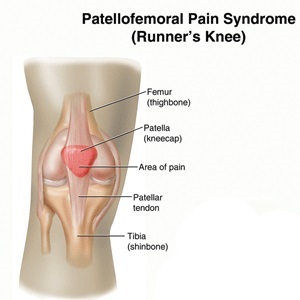 Patellofemoral Pain Syndrome
(Runner's Knee)
Femur
(thighbone)
Patella
(kneecap)
Area of pain
Patellar
tendon
Tibia
(shinbone)